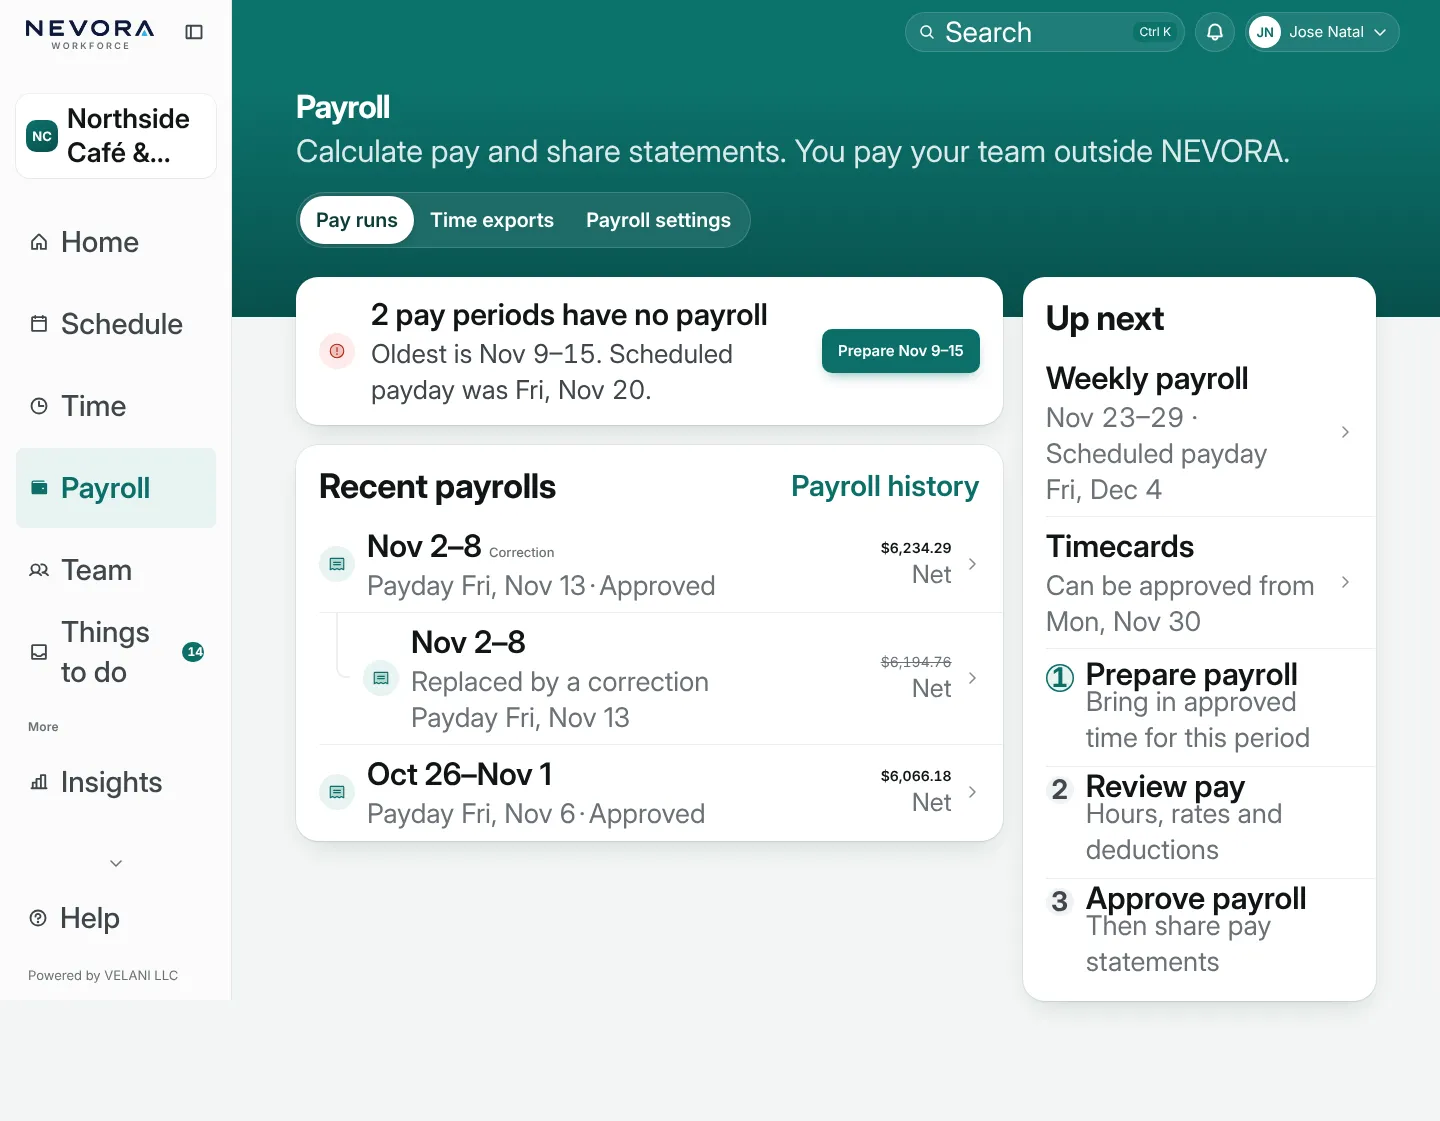 NEVORA
WORKFORCE
Search
Ctrl K
JN
Jose Natal
NC
Northside
Café &...
Home
Schedule
Time
Payroll
Team
Things
to do
14
More
Insights
Help
Powered by VELANI LLC
Payroll
Calculate pay and share statements. You pay your team outside NEVORA.
Pay runs
Time exports
Payroll settings
2 pay periods have no payroll
Oldest is Nov 9–15. Scheduled
payday was Fri, Nov 20.
Prepare Nov 9–15
Recent payrolls
Payroll history
Nov 2–8 Correction
Payday Fri, Nov 13 · Approved
$6,234.29
Net
Nov 2–8
Replaced by a correction
Payday Fri, Nov 13
$6,194.76
Net
Oct 26–Nov 1
Payday Fri, Nov 6 · Approved
$6,066.18
Net
Up next
Weekly payroll
Nov 23–29 ·
Scheduled payday
Fri, Dec 4
Timecards
Can be approved from
Mon, Nov 30
1 Prepare payroll
Bring in approved
time for this period
2 Review pay
Hours, rates and
deductions
3 Approve payroll
Then share pay
statements